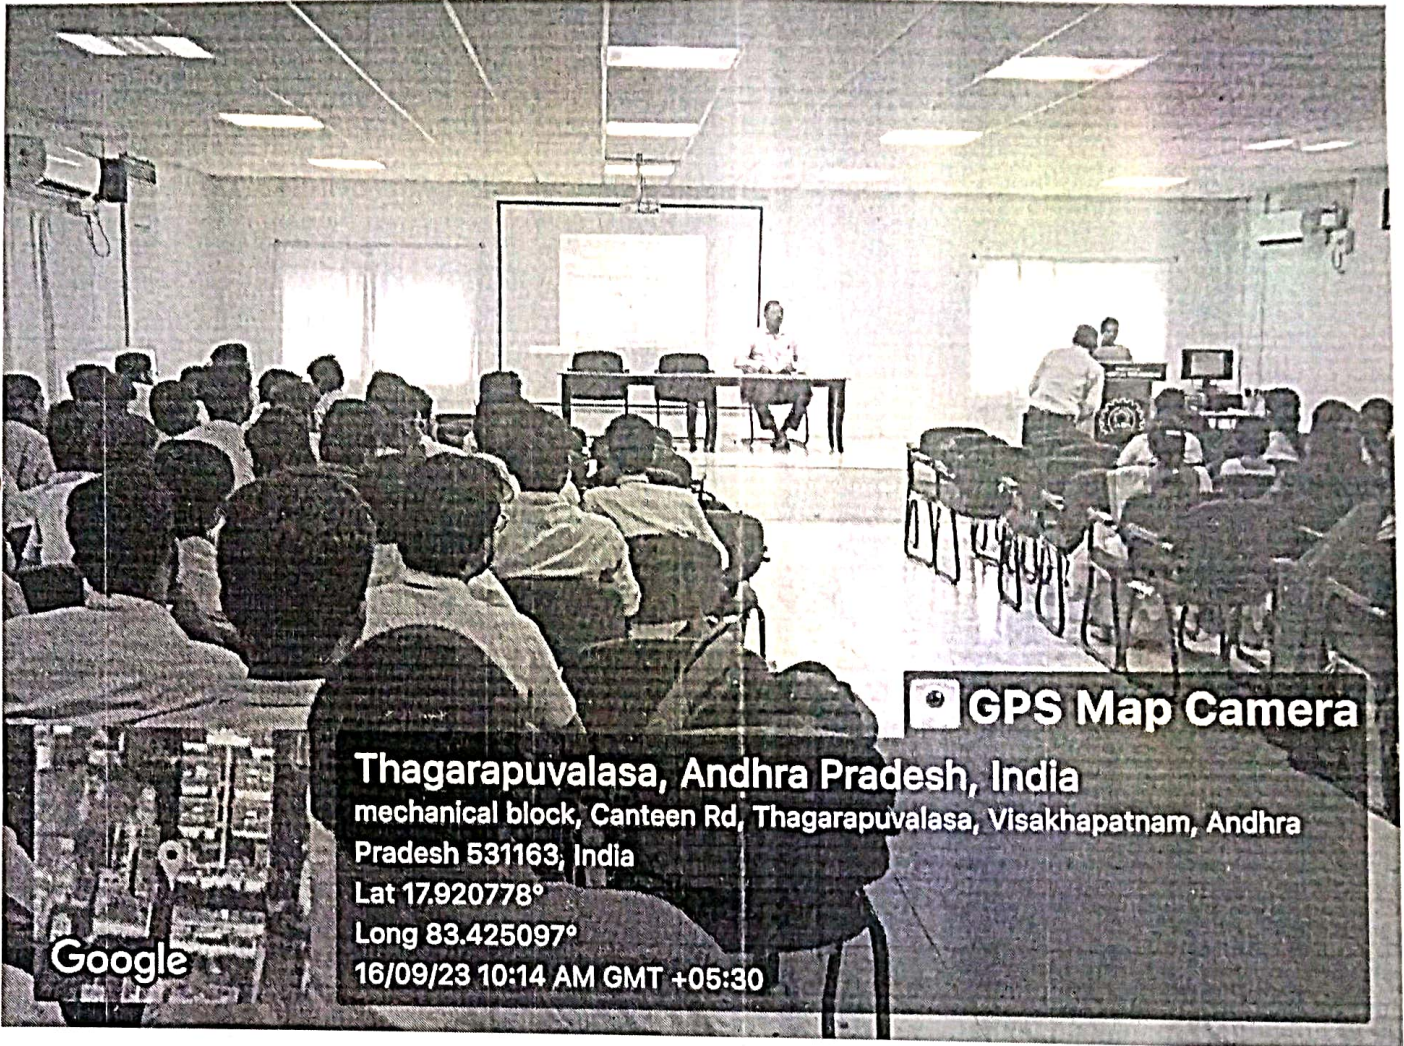 GPS Map Camera
Thagarapuvalasa, Andhra Pradesh, India
mechanical block, Canteen Rd, Thagarapuvalasa, Visakhapatnam, Andhra
Pradesh 531163, India
Lat 17.920778°
Long 83.425097°
16/09/23 10:14 AM GMT +05:30
Google